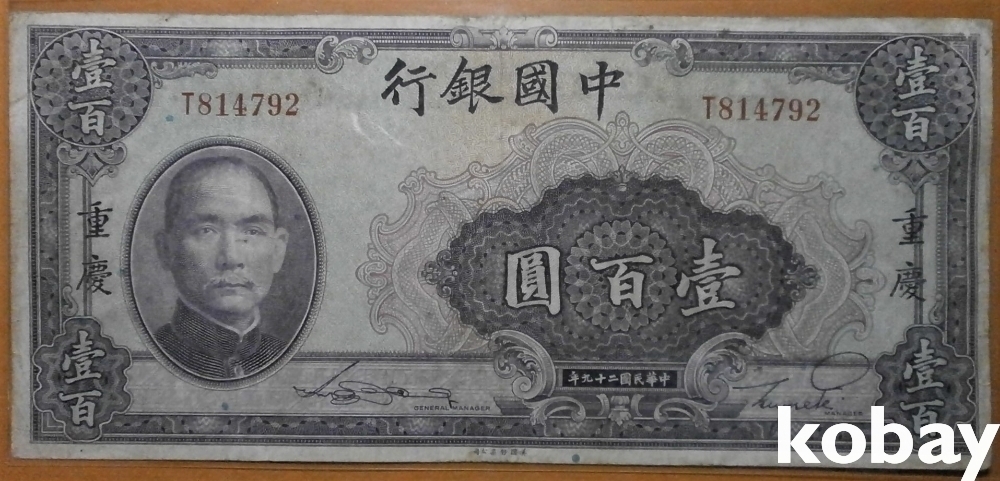 壹百
壹百
行銀國中
T814792
T814792
重慶
重慶
圓百壹
年九十二國民華中
壹百
壹百
GENERAL MANAGER
MANAGER
kobay